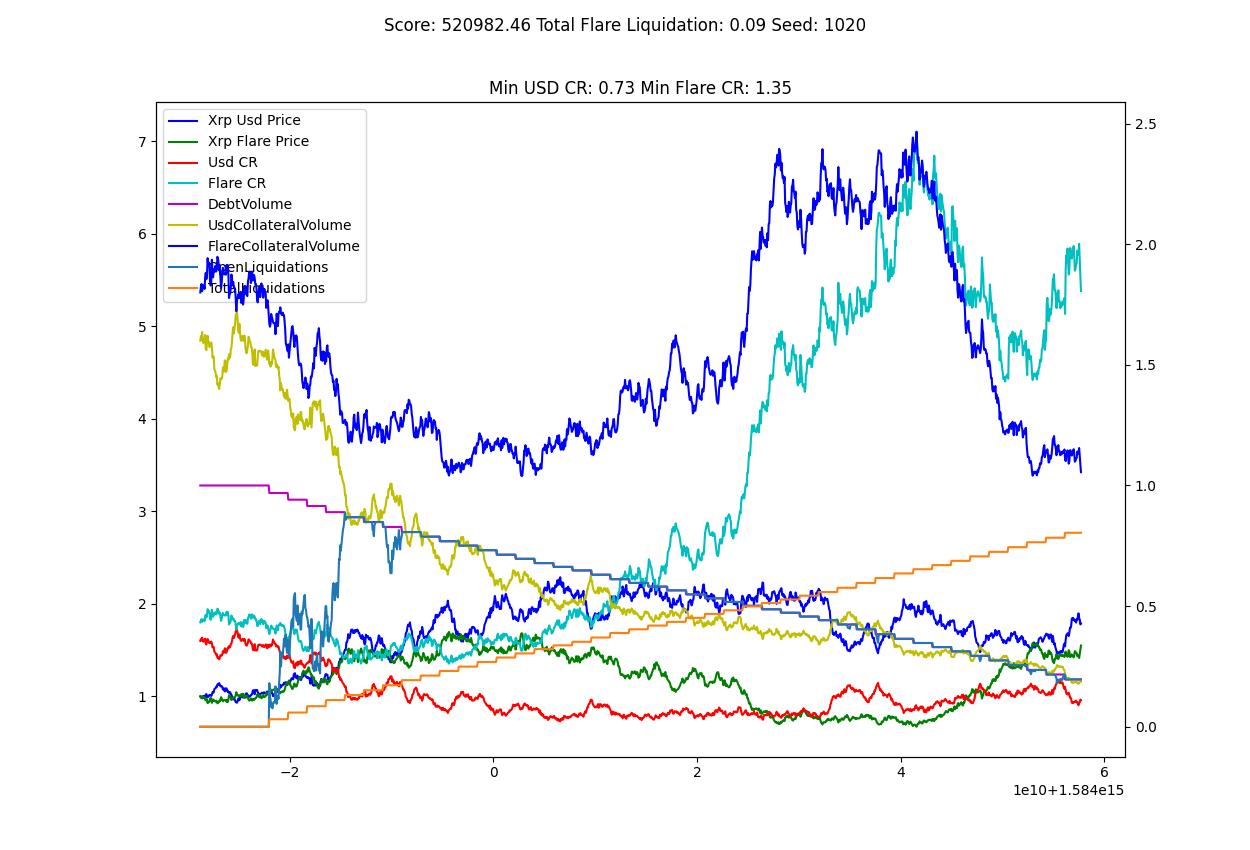 Score: 520982.46 Total Flare Liquidation: 0.09 Seed: 1020
Min USD CR: 0.73 Min Flare CR: 1.35
Xrp Usd Price
Xrp Flare Price
Usd CR
Flare CR
DebtVolume
UsdCollateralVolume
FlareCollateralVolume
OpenLiquidations
TotalLiquidations
7
6
5
4
3
2
1
2.5
2.0
1.5
1.0
0.5
0.0
−2
0
2
4
6
1e10+1.584e15